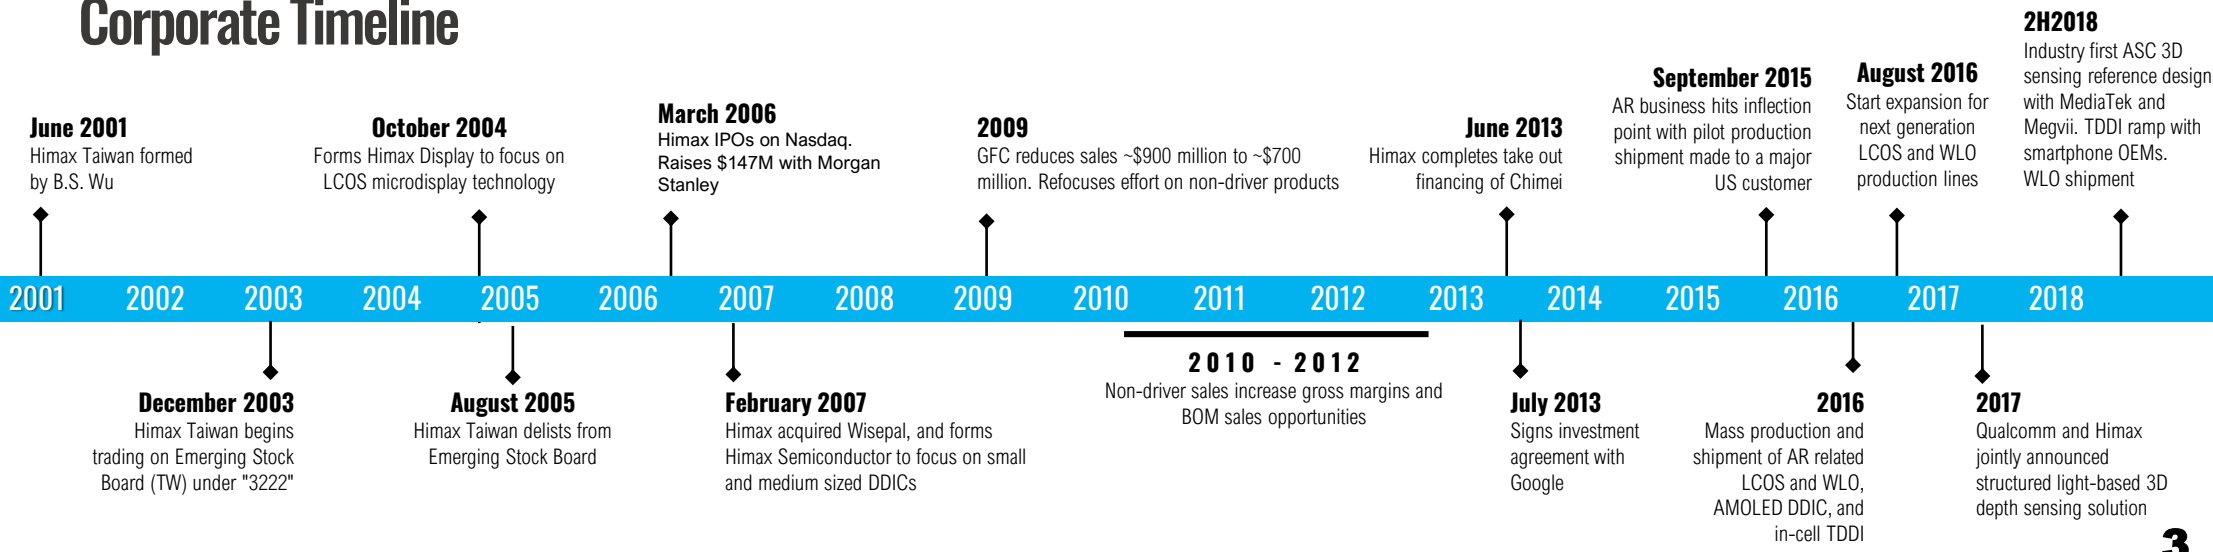 Corporate Timeline
June 2001
Himax Taiwan formed
by B.S. Wu
October 2004
Forms Himax Display to focus on
LCOS microdisplay technology
March 2006
Himax IPOs on Nasdaq.
Raises $147M with Morgan
Stanley
2009
GFC reduces sales ~$900 million to ~$700
million. Refocuses effort on non-driver products
June 2013
Himax completes take out
financing of Chimei
September 2015
AR business hits inflection
point with pilot production
shipment made to a major
US customer
August 2016
Start expansion for
next generation
LCOS and WLO
production lines
2H2018
Industry first ASC 3D
sensing reference design
with MediaTek and
Megvii. TDDI ramp with
smartphone OEMs.
WLO shipment
2001 2002 2003 2004 2005 2006 2007 2008 2009 2010 2011 2012 2013 2014 2015 2016 2017 2018
December 2003
Himax Taiwan begins
trading on Emerging Stock
Board (TW) under "3222"
August 2005
Himax Taiwan delists from
Emerging Stock Board
February 2007
Himax acquired Wisepal, and forms
Himax Semiconductor to focus on small
and medium sized DDICs
2010 - 2012
Non-driver sales increase gross margins and
BOM sales opportunities
July 2013
Signs investment
agreement with
Google
2016
Mass production and
shipment of AR related
LCOS and WLO,
AMOLED DDIC, and
in-cell TDDI
2017
Qualcomm and Himax
jointly announced
structured light-based 3D
depth sensing solution
3